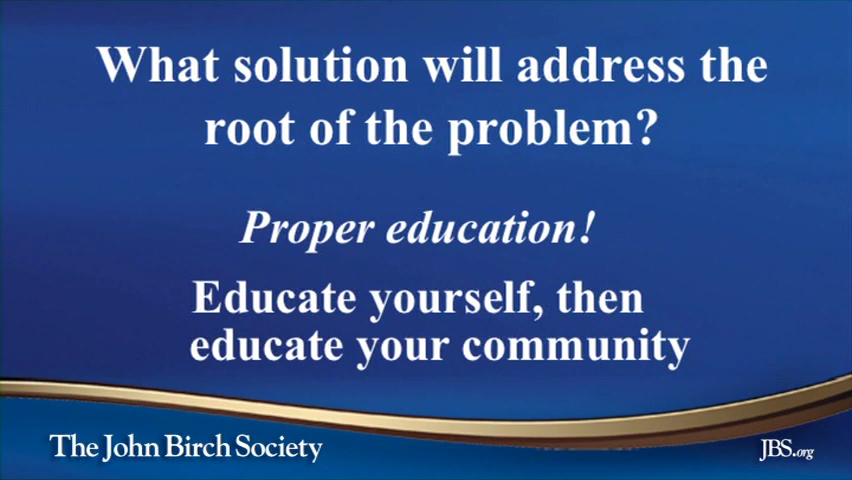 What solution will address the
root of the problem?
Proper education!
Educate yourself, then
educate your community
The John Birch Society
JBS.org